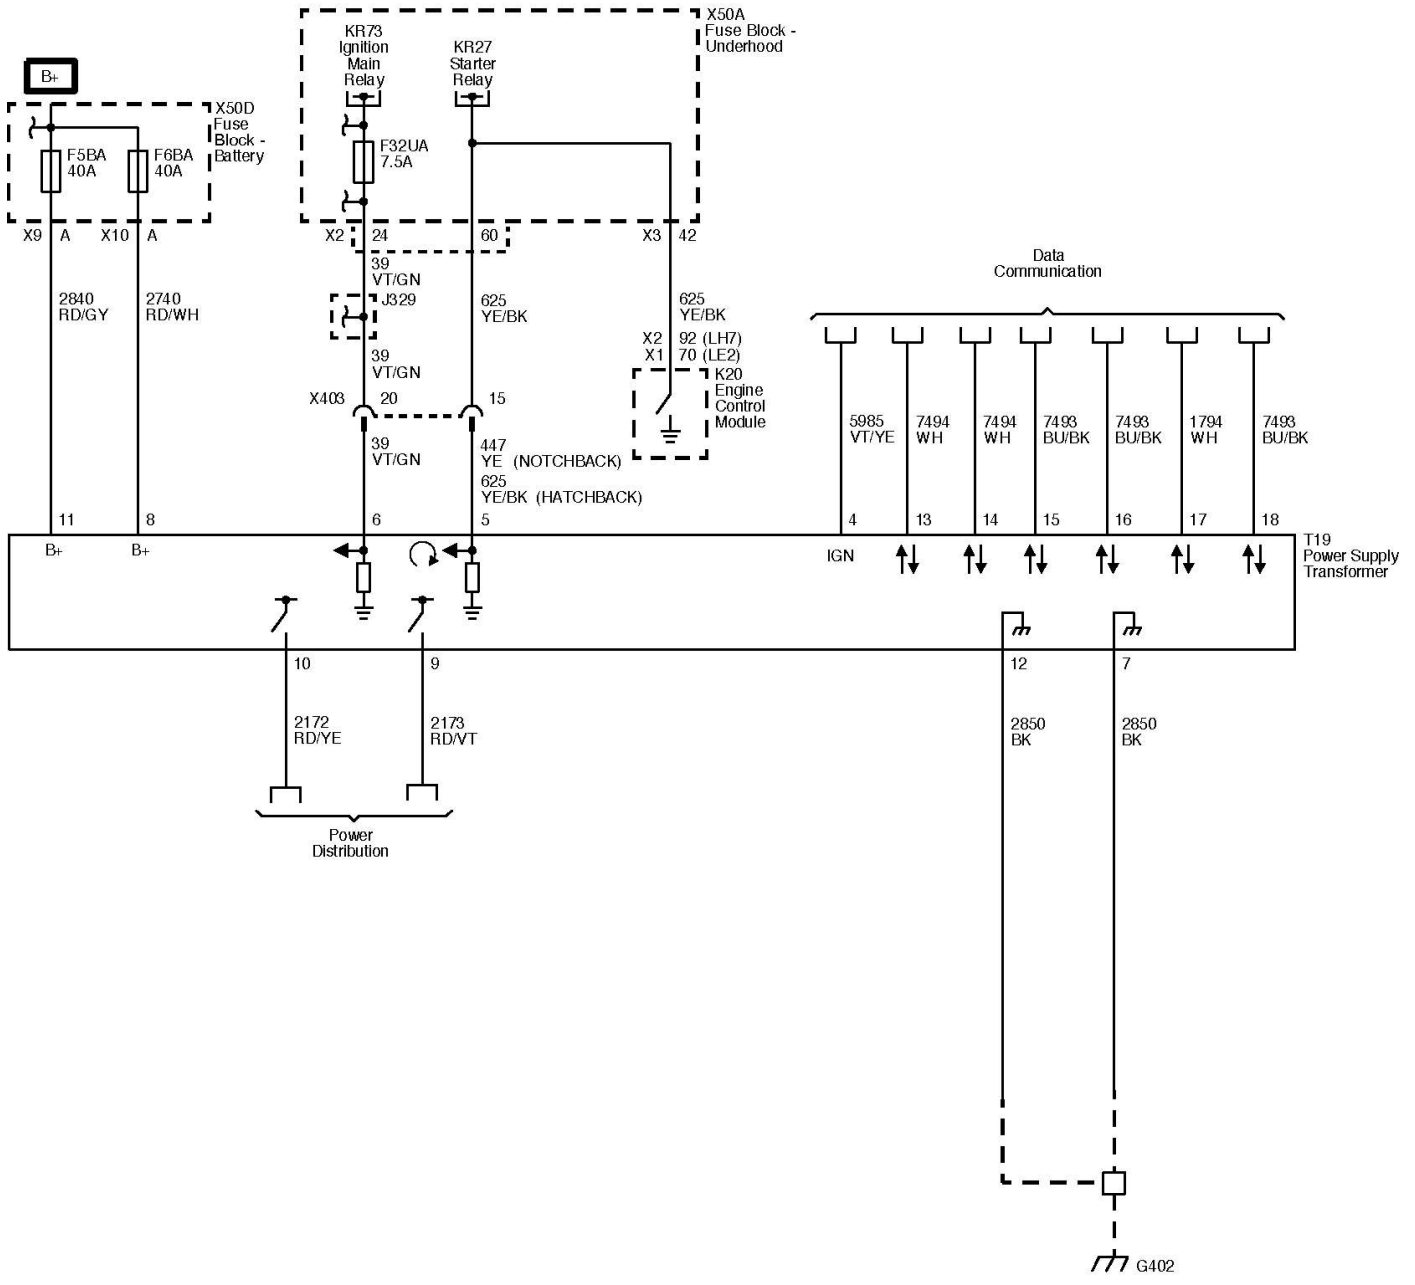 X50A
Fuse Block -
Underhood
KR73
Ignition
Main
Relay
KR27
Starter
Relay
B+
X50D
Fuse
Block -
Battery
F5BA
40A
F6BA
40A
F32UA
7.5A
X9 A X10 A
X2 24 60 X3 42
39
VT/GN
J329
2840
RD/GY
2740
RD/WH
625
YE/BK
625
YE/BK
X2 92 (LH7)
X1 70 (LE2)
39
VT/GN
K20
Engine
Control
Module
X403 20 15
39
VT/GN
447
YE (NOTCHBACK)
625
YE/BK (HATCHBACK)
Data
Communication
5985
VT/YE
7494
WH
7494
WH
7493
BU/BK
7493
BU/BK
1794
WH
7493
BU/BK
11 8 6 5 4 13 14 15 16 17 18
B+ B+ IGN
T19
Power Supply
Transformer
10 9 12 7
2172
RD/YE
2173
RD/VT
2850
BK
2850
BK
Power
Distribution
G402